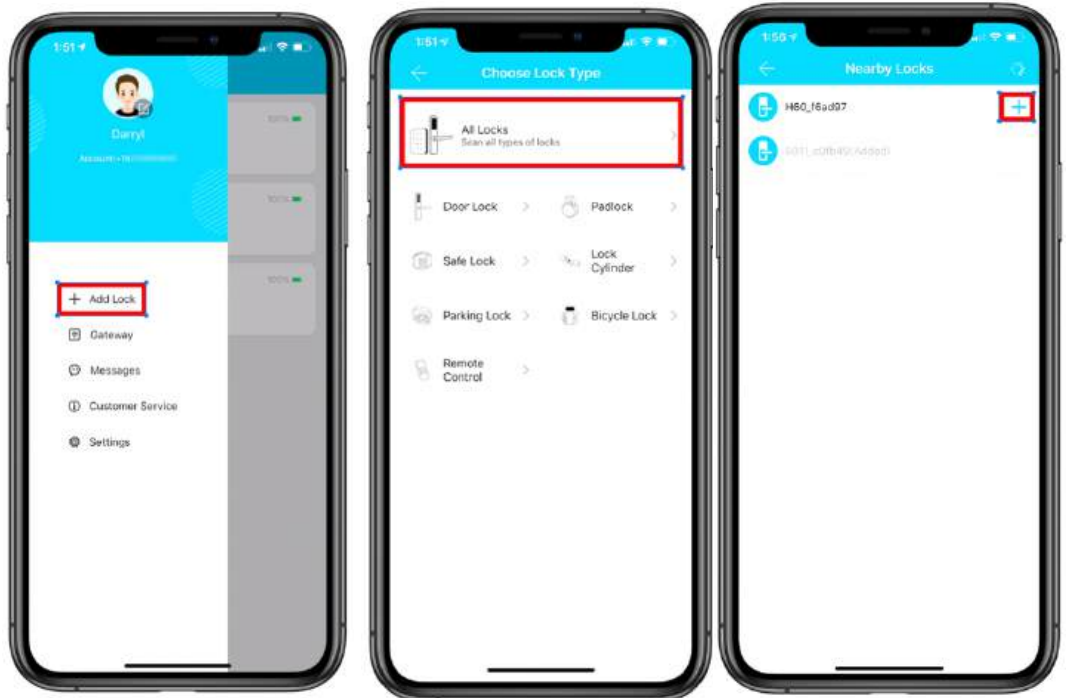 1:51
Darryl
+ Add Lock
Gateway
Messages
Customer Service
Settings
100%
100%
100%
1:51
Choose Lock Type
All Locks
Scan all types of locks
Door Lock
Padlock
Safe Lock
Lock
Cylinder
Parking Lock
Bicycle Lock
Remote
Control
1:50
Nearby Locks
H60_f6ad97